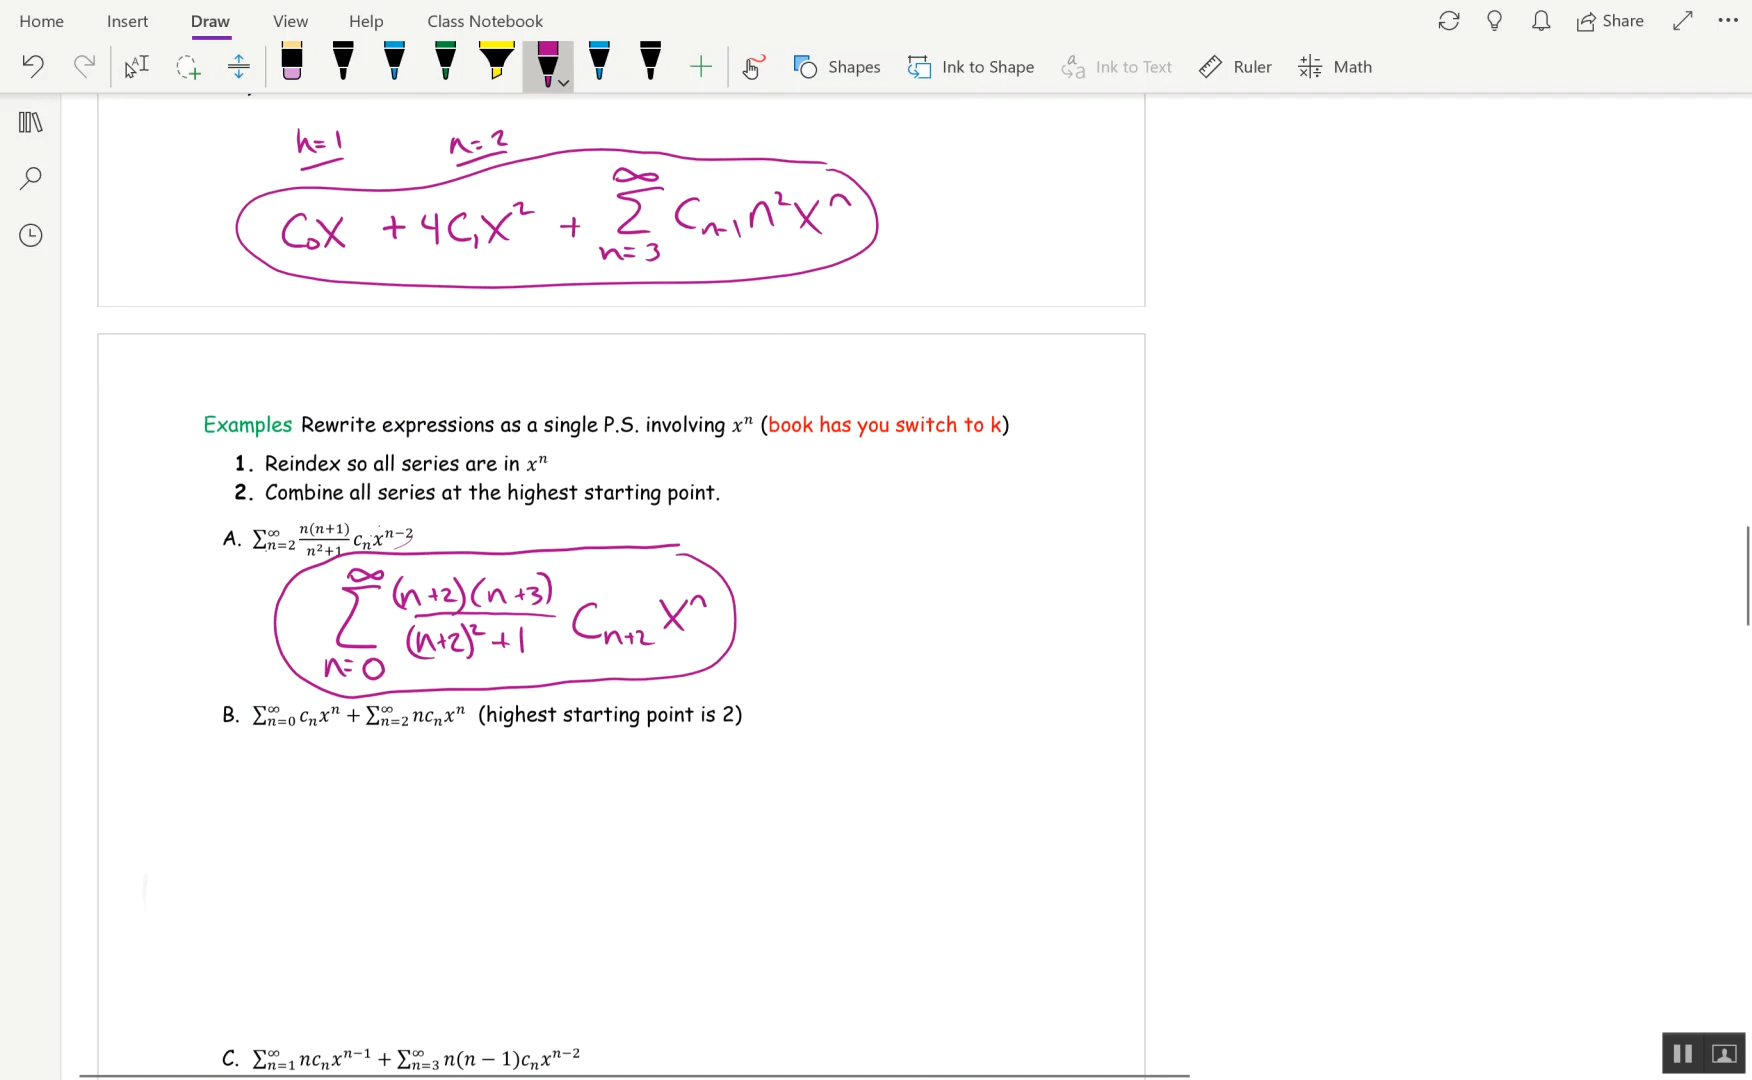 Home Insert Draw View Help Class Notebook Share
Shapes Ink to Shape Ink to Text Ruler Math
n=1 n=2
C₀X + 4C₁X² + ∑_{n=3}^{∞} C_{n-1} n² X^n
Examples Rewrite expressions as a single P.S. involving xⁿ (book has you switch to k)
1. Reindex so all series are in xⁿ
2. Combine all series at the highest starting point.
A. ∑_{n=2}^{∞} \frac{n(n+1)}{n²+1} c_n x^{n−2}
∑_{n=0}^{∞} \frac{(n+2)(n+3)}{(n+2)²+1} C_{n+2} X^n
B. ∑_{n=0}^{∞} c_n x^n + ∑_{n=2}^{∞} nc_n x^n (highest starting point is 2)
C. ∑_{n=1}^{∞} nc_n x^{n−1} + ∑_{n=3}^{∞} n(n − 1)c_n x^{n−2}